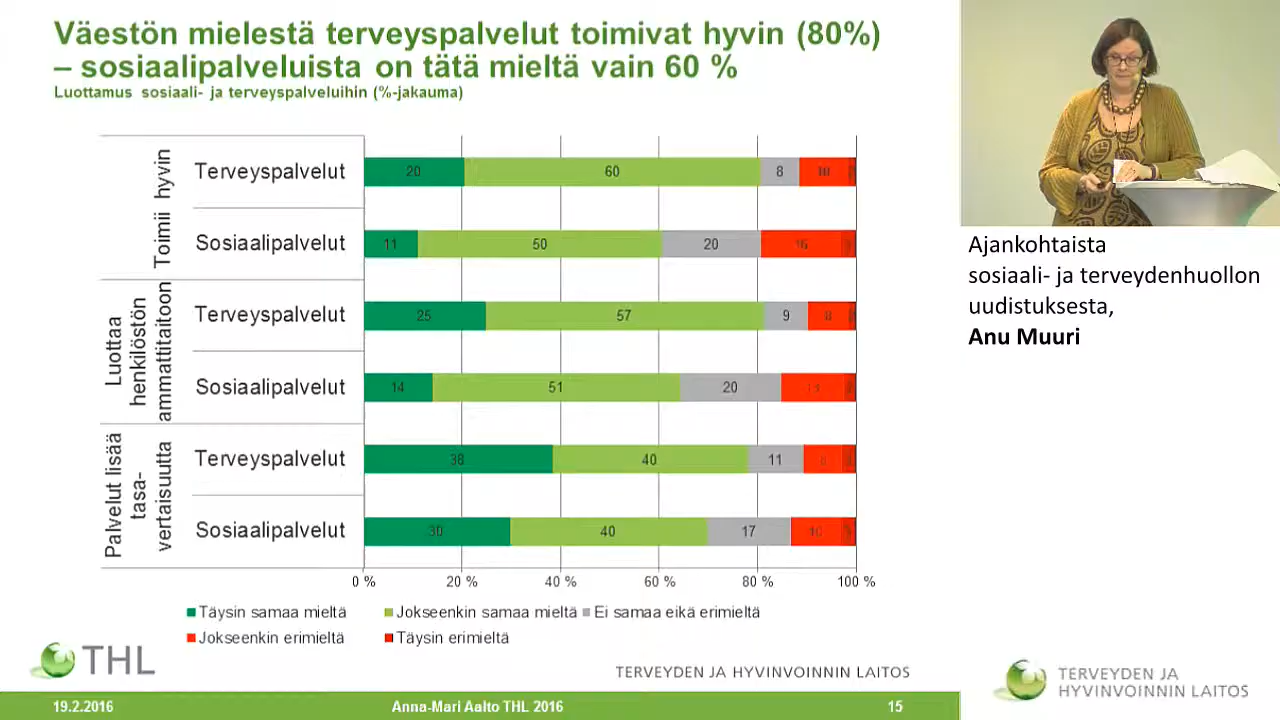 Väestön mielestä terveyspalvelut toimivat hyvin (80%)
– sosiaalipalveluista on tätä mieltä vain 60 %
Luottamus sosiaali- ja terveyspalveluihin (%-jakauma)
Toimii hyvin
Terveyspalvelut
20 60 8 10
Sosiaalipalvelut
11 50 20 16
Luottaa
henkilöstön
ammattitaitoon
Terveyspalvelut
25 57 9 8
Sosiaalipalvelut
14 51 20 13
Palvelut lisää
tasa-
vertaisuutta
Terveyspalvelut
38 40 11 8
Sosiaalipalvelut
30 40 17 10
0 % 20 % 40 % 60 % 80 % 100 %
Täysin samaa mieltä Jokseenkin samaa mieltä Ei samaa eikä erimieltä
Jokseenkin erimieltä Täysin erimieltä
THL
TERVEYDEN JA HYVINVOINNIN LAITOS
19.2.2016 Anna-Mari Aalto THL 2016 15
Ajankohtaista
sosiaali- ja terveydenhuollon
uudistuksesta,
Anu Muuri
TERVEYDEN JA
HYVINVOINNIN LAITOS